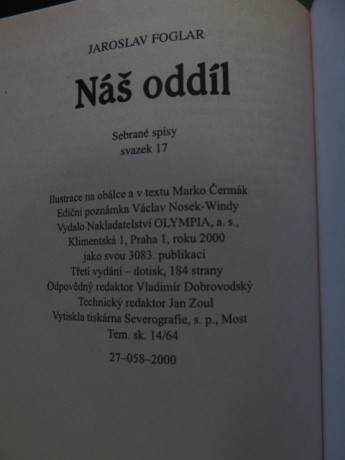 JAROSLAV FOGLAR
Náš oddíl
Sebrané spisy
svazek 17
Ilustrace na obálce a v textu Marko Čermák
Ediční poznámka Václav Nosek-Windy
Vydalo Nakladatelství OLYMPIA, a. s.,
Klimentská 1, Praha 1, roku 2000
jako svou 3083. publikaci
Třetí vydání – dotisk, 184 strany
Odpovědný redaktor Vladimír Dobrovodský
Technický redaktor Jan Zoul
Vytiskla tiskárna Severografie, s. p., Most
Tem. sk. 14/64
27–058–2000